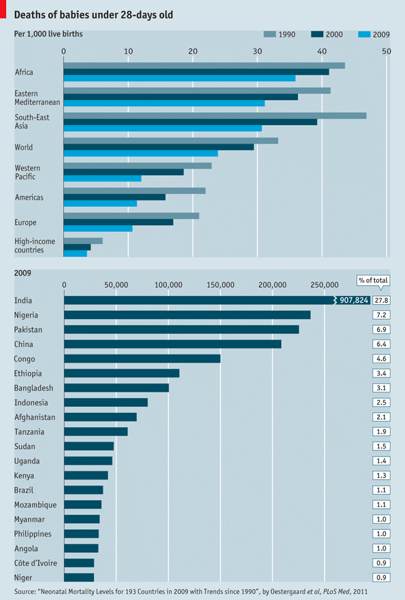 Deaths of babies under 28-days old
Per 1,000 live births
1990 2000 2009
0 10 20 30 40 50
Africa
Eastern
Mediterranean
South-East
Asia
World
Western
Pacific
Americas
Europe
High-income
countries
2009
% of total
0 50,000 100,000 150,000 200,000 250,000
India 907,824 27.8
Nigeria 7.2
Pakistan 6.9
China 6.4
Congo 4.6
Ethiopia 3.4
Bangladesh 3.1
Indonesia 2.5
Afghanistan 2.1
Tanzania 1.9
Sudan 1.5
Uganda 1.4
Kenya 1.3
Brazil 1.1
Mozambique 1.1
Myanmar 1.0
Philippines 1.0
Angola 1.0
Côte d'Ivoire 0.9
Niger 0.9
Source: "Neonatal Mortality Levels for 193 Countries in 2009 with Trends since 1990", by Oestergaard et al, PLoS Med, 2011